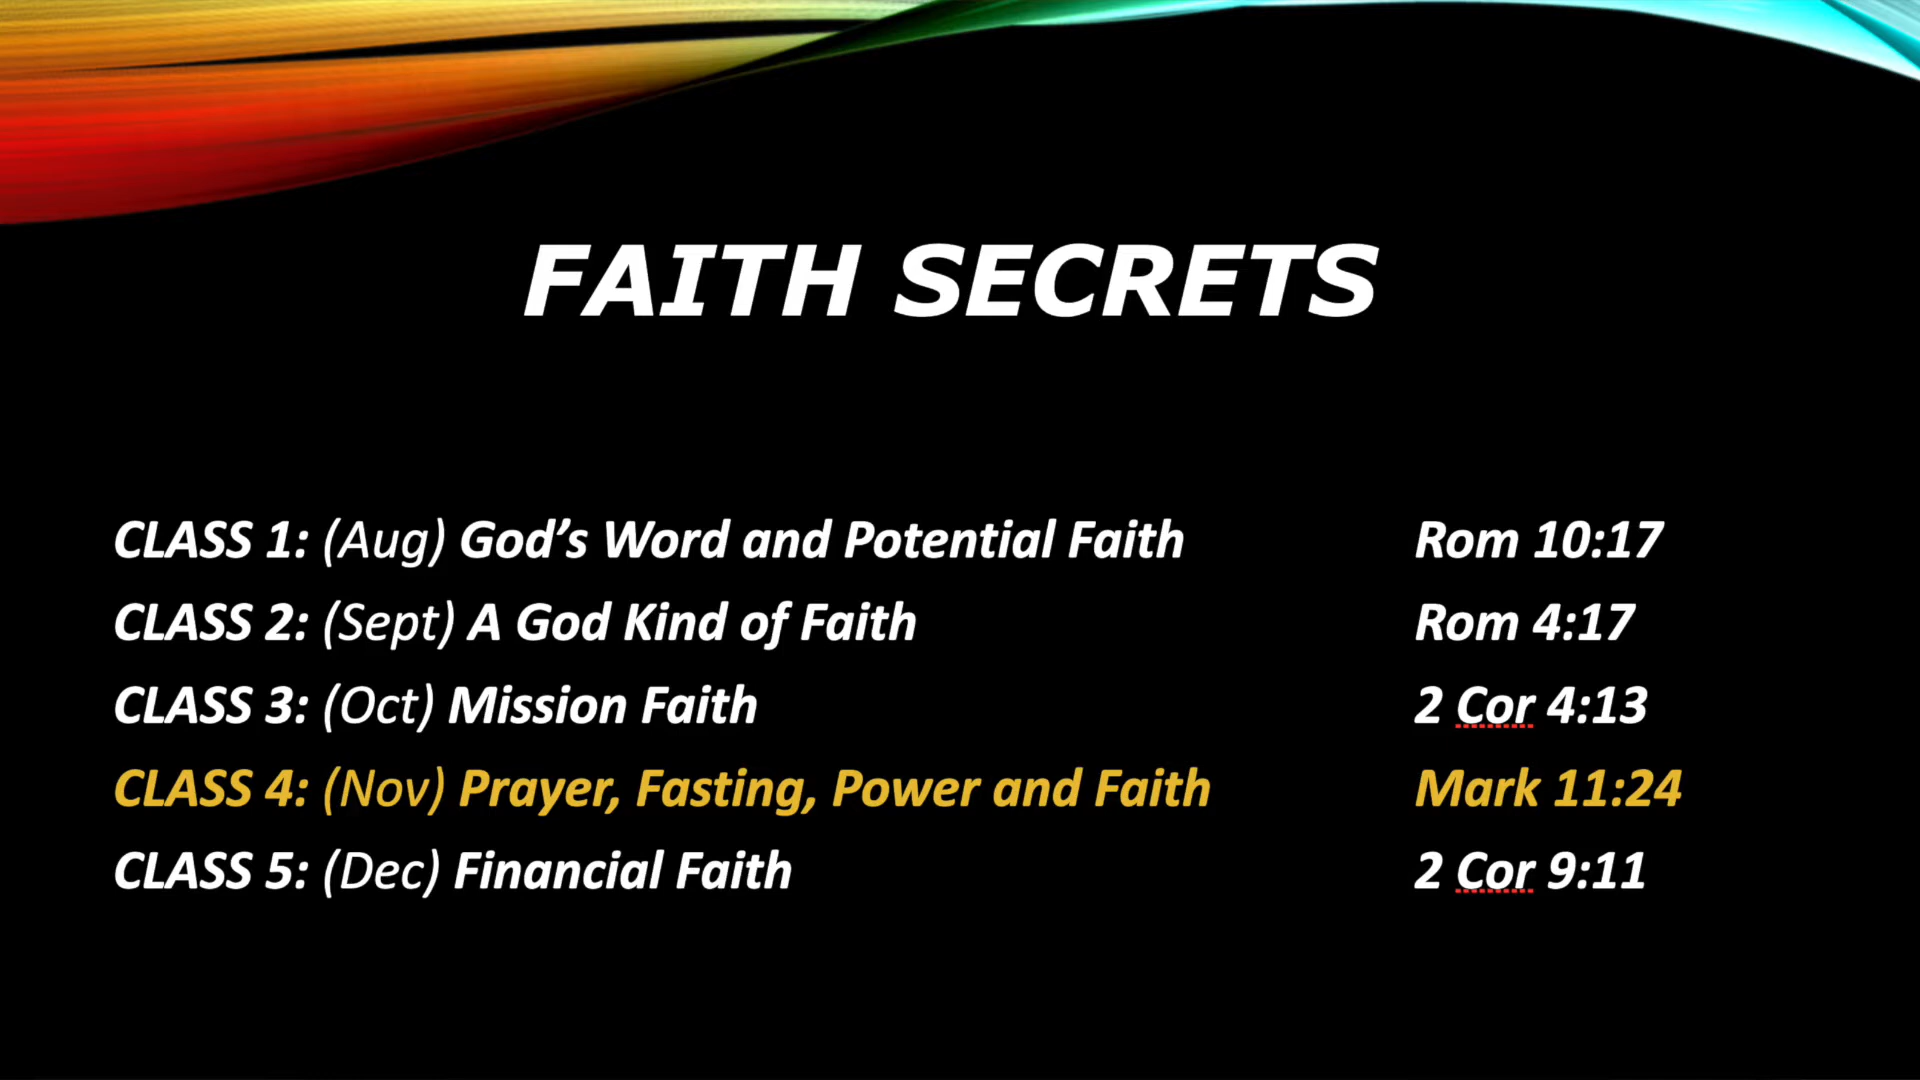 FAITH SECRETS
CLASS 1: (Aug) God’s Word and Potential Faith Rom 10:17
CLASS 2: (Sept) A God Kind of Faith Rom 4:17
CLASS 3: (Oct) Mission Faith 2 Cor 4:13
CLASS 4: (Nov) Prayer, Fasting, Power and Faith Mark 11:24
CLASS 5: (Dec) Financial Faith 2 Cor 9:11